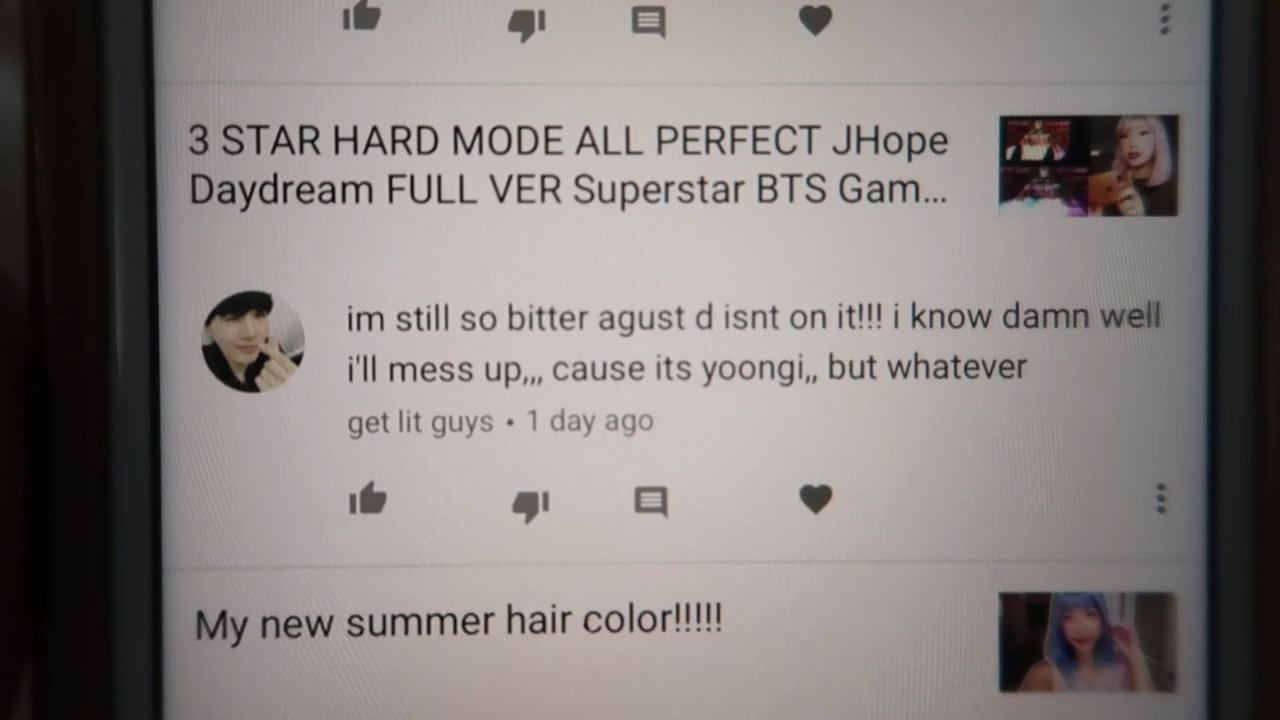 3 STAR HARD MODE ALL PERFECT JHope
Daydream FULL VER Superstar BTS Gam...
im still so bitter agust d isnt on it!!! i know damn well
i'll mess up,,, cause its yoongi,, but whatever
get lit guys • 1 day ago
My new summer hair color!!!!!